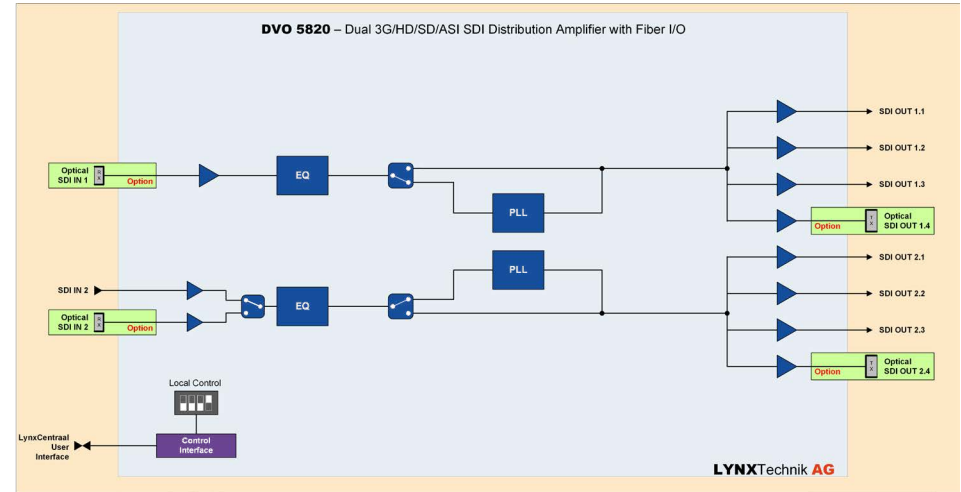 DVO 5820 – Dual 3G/HD/SD/ASI SDI Distribution Amplifier with Fiber I/O
SDI OUT 1.1
SDI OUT 1.2
Optical
SDI IN 1
R
X
Option
EQ
SDI OUT 1.3
PLL
Option
T
X
Optical
SDI OUT 1.4
PLL
SDI OUT 2.1
SDI IN 2
EQ
SDI OUT 2.2
Optical
SDI IN 2
R
X
Option
SDI OUT 2.3
Option
T
X
Optical
SDI OUT 2.4
Local Control
LynxCentraal
User
Interface
Control
Interface
LYNXTechnik AG